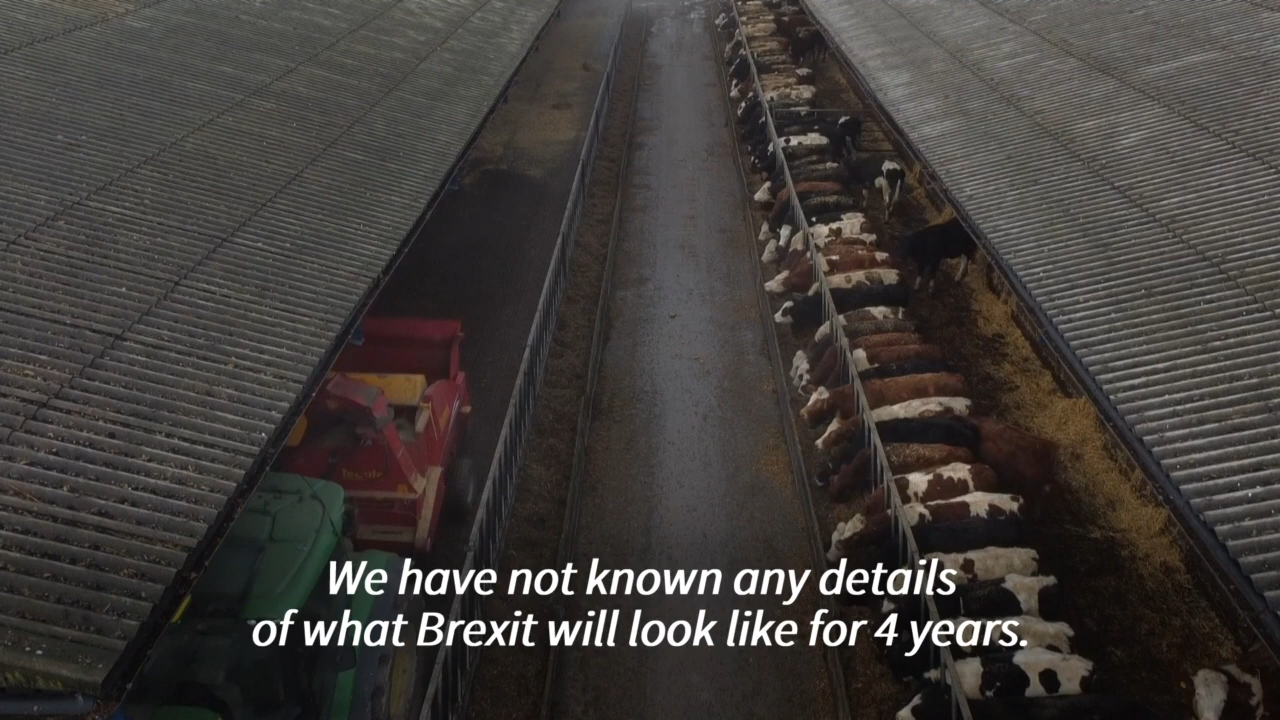 We have not known any details
of what Brexit will look like for 4 years.